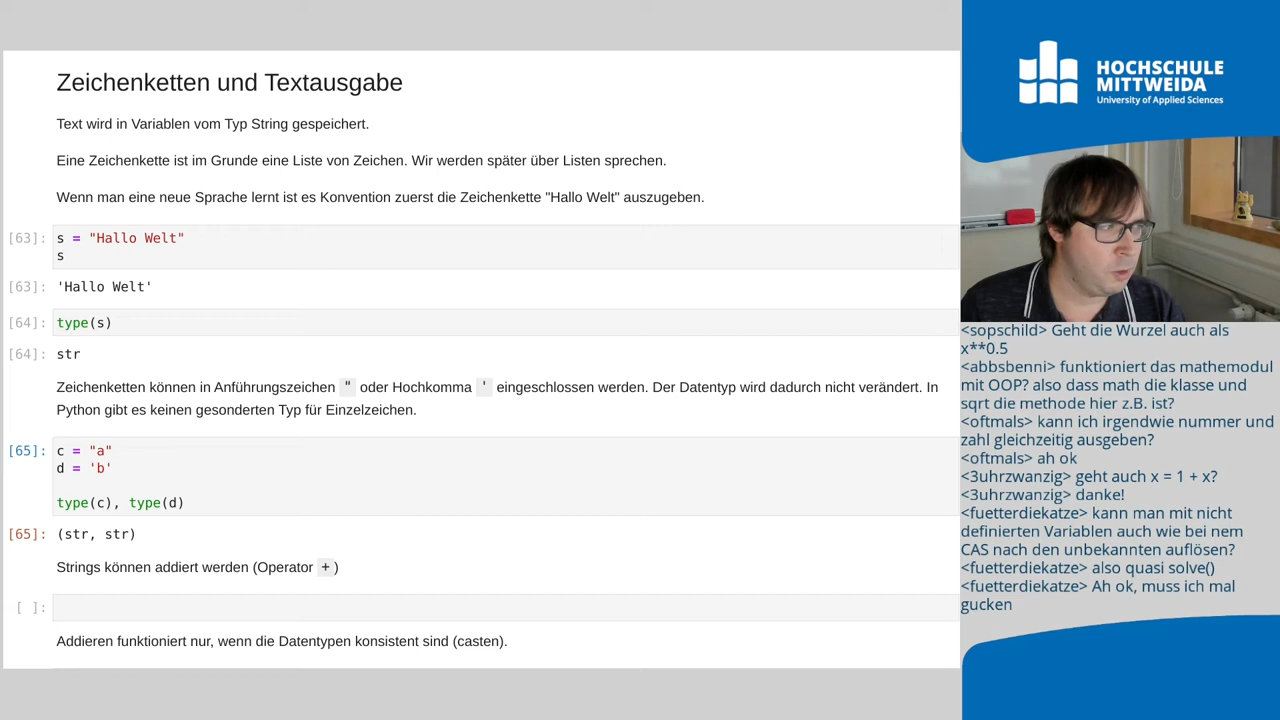 Zeichenketten und Textausgabe
Text wird in Variablen vom Typ String gespeichert.
Eine Zeichenkette ist im Grunde eine Liste von Zeichen. Wir werden später über Listen sprechen.
Wenn man eine neue Sprache lernt ist es Konvention zuerst die Zeichenkette "Hallo Welt" auszugeben.
[63]: s = "Hallo Welt"
s
[63]: 'Hallo Welt'
[64]: type(s)
[64]: str
Zeichenketten können in Anführungszeichen " oder Hochkomma ' eingeschlossen werden. Der Datentyp wird dadurch nicht verändert. In
Python gibt es keinen gesonderten Typ für Einzelzeichen.
[65]: c = "a"
d = 'b'
type(c), type(d)
[65]: (str, str)
Strings können addiert werden (Operator + )
[ ]:
Addieren funktioniert nur, wenn die Datentypen konsistent sind (casten).
HOCHSCHULE
MITTWEIDA
University of Applied Sciences
<sopschild> Geht die Wurzel auch als
x**0.5
<abbsbenni> funktioniert das mathemodul
mit OOP? also dass math die klasse und
sqrt die methode hier z.B. ist?
<oftmals> kann ich irgendwie nummer und
zahl gleichzeitig ausgeben?
<oftmals> ah ok
<3uhrzwanzig> geht auch x = 1 + x?
<3uhrzwanzig> danke!
<fuetterdiekatze> kann man mit nicht
definierten Variablen auch wie bei nem
CAS nach den unbekannten auflösen?
<fuetterdiekatze> also quasi solve()
<fuetterdiekatze> Ah ok, muss ich mal
gucken